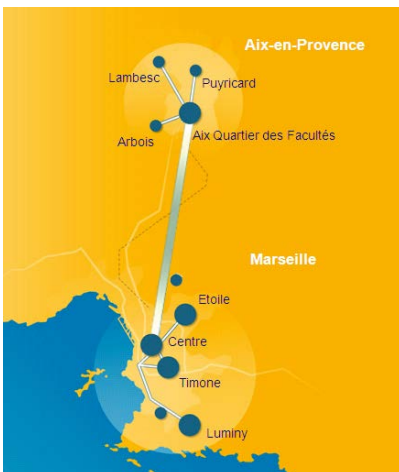 Aix-en-Provence
Lambesc
Puyricard
Arbois
Aix Quartier des Facultés
Marseille
Etoile
Centre
Timone
Luminy